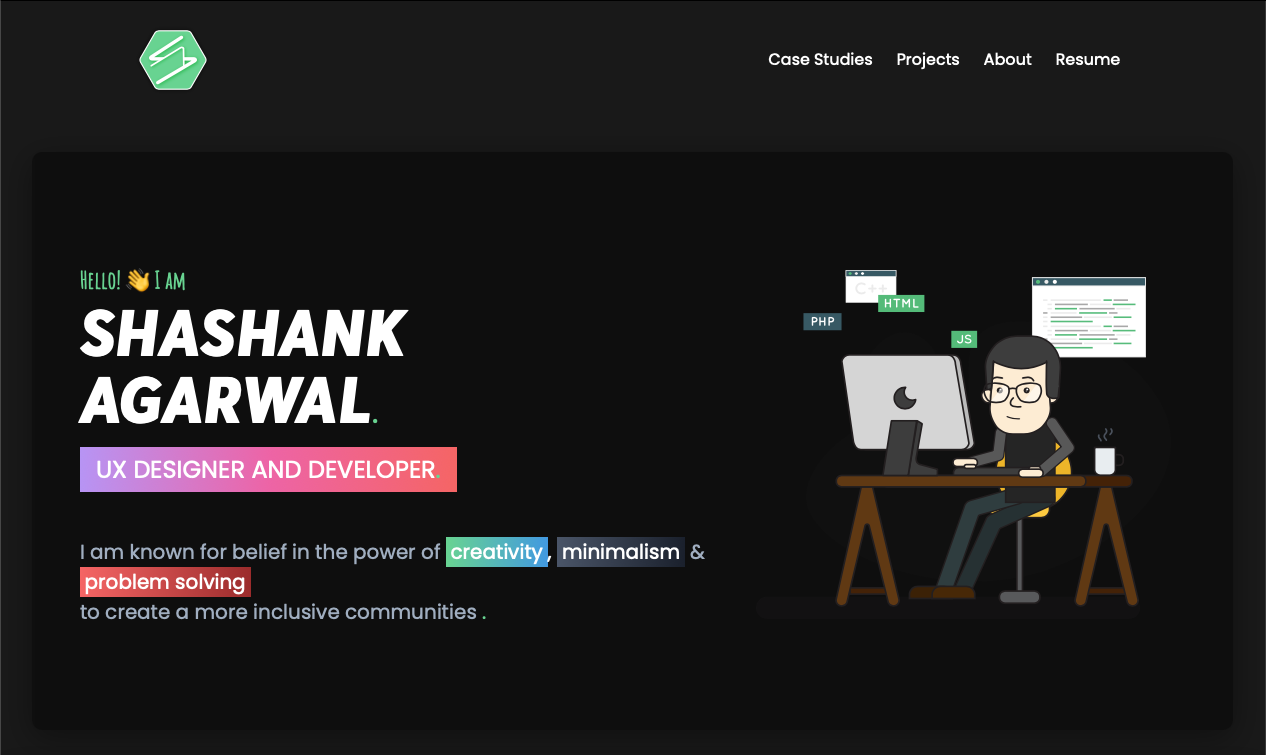 Case Studies Projects About Resume
Hello! 👋 I am
SHASHANK
AGARWAL.
UX DESIGNER AND DEVELOPER.
I am known for belief in the power of creativity, minimalism &
problem solving
to create a more inclusive communities .
C++
HTML
PHP
JS